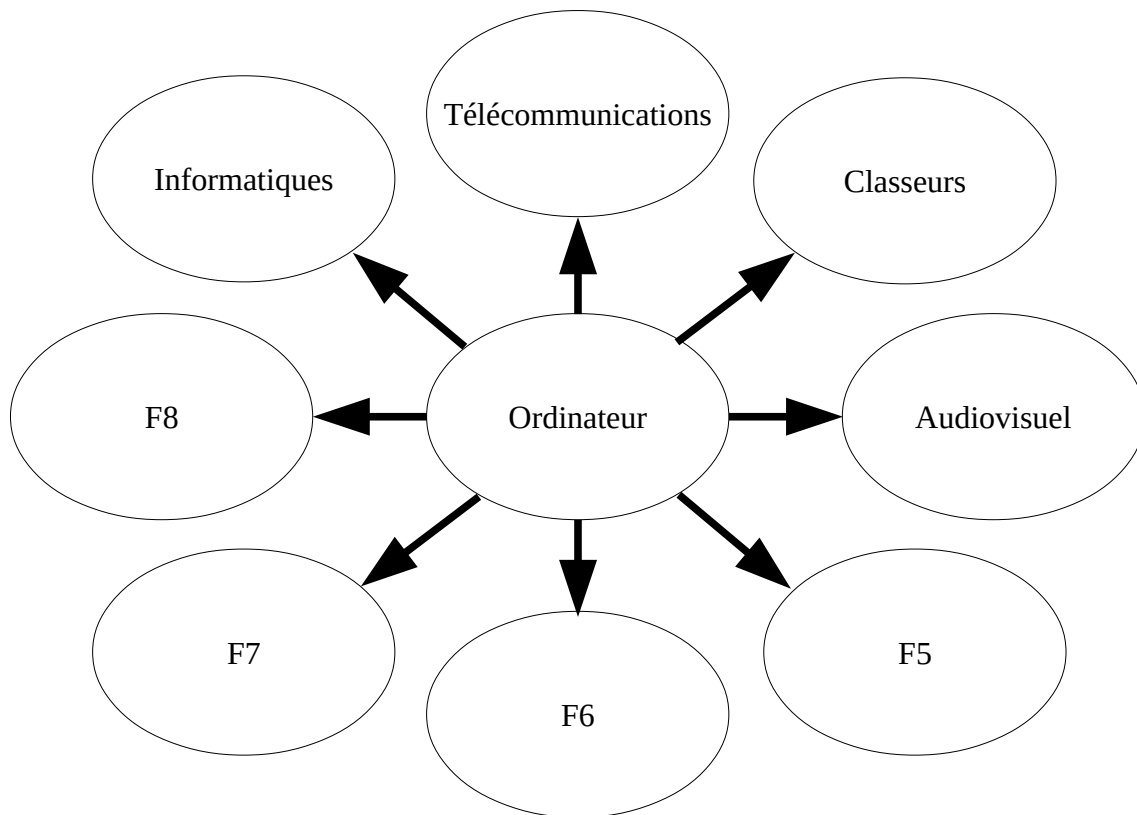 Télécommunications
Informatiques
Classeurs
F8
Ordinateur
Audiovisuel
F7
F5
F6